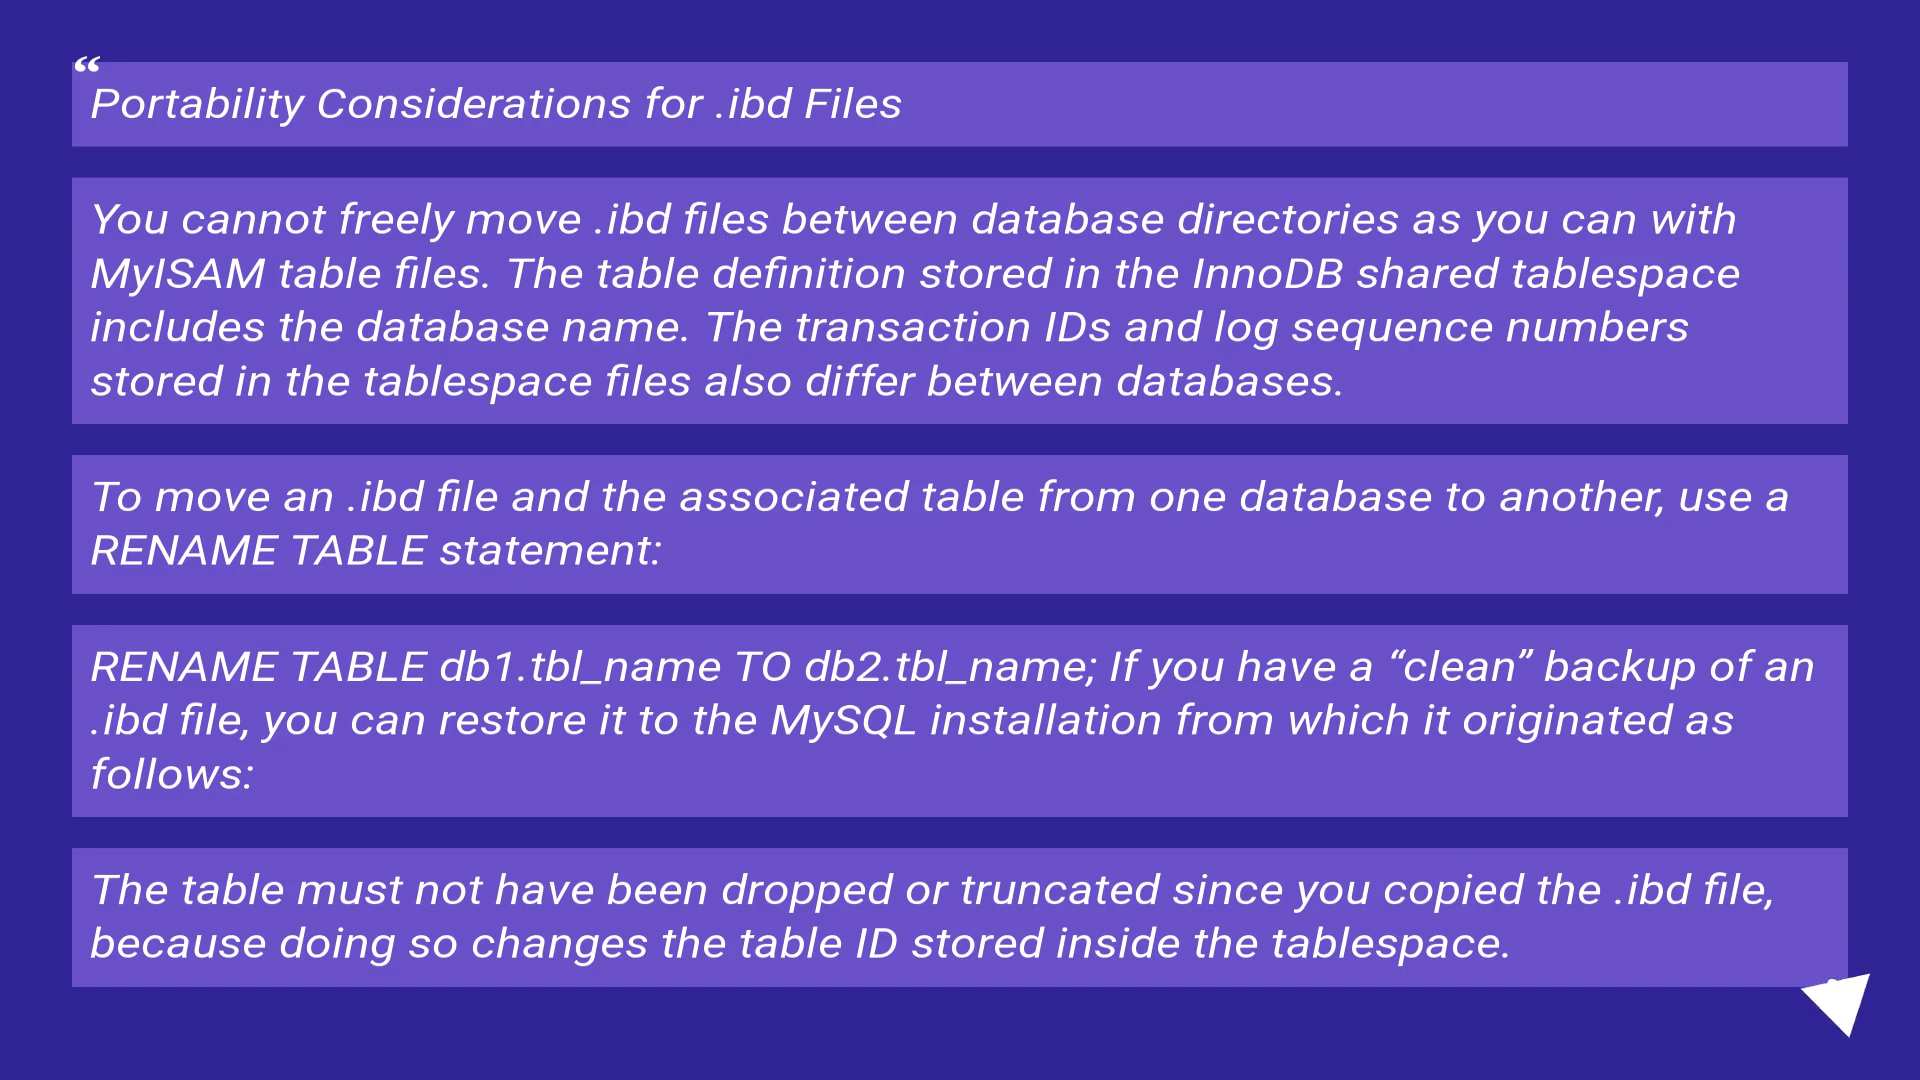 “
Portability Considerations for .ibd Files
You cannot freely move .ibd files between database directories as you can with
MyISAM table files. The table definition stored in the InnoDB shared tablespace
includes the database name. The transaction IDs and log sequence numbers
stored in the tablespace files also differ between databases.
To move an .ibd file and the associated table from one database to another, use a
RENAME TABLE statement:
RENAME TABLE db1.tbl_name TO db2.tbl_name; If you have a “clean” backup of an
.ibd file, you can restore it to the MySQL installation from which it originated as
follows:
The table must not have been dropped or truncated since you copied the .ibd file,
because doing so changes the table ID stored inside the tablespace.